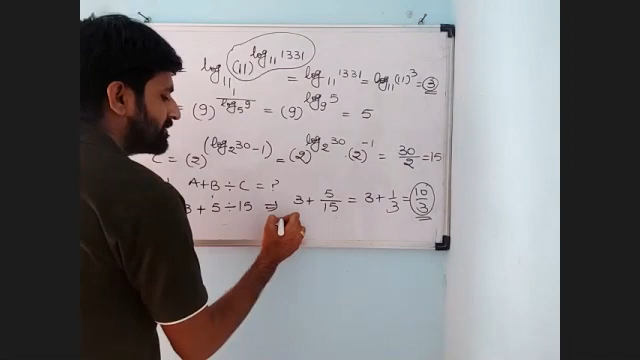 = log₁₁ (11)^(log₁₁ 1331) = log₁₁ 1331 = log₁₁ (11)³ = 3
= (9)^(1/log₅ 9) = (9)^(log₉ 5) = 5
C = (2)^(log₂ 30 - 1) = (2)^(log₂ 30) · (2)^-1 = 30/2 = 15
A + B ÷ C = ?
3 + 5 ÷ 15 ⇒ 3 + 5/15 = 3 + 1/3 = 10/3